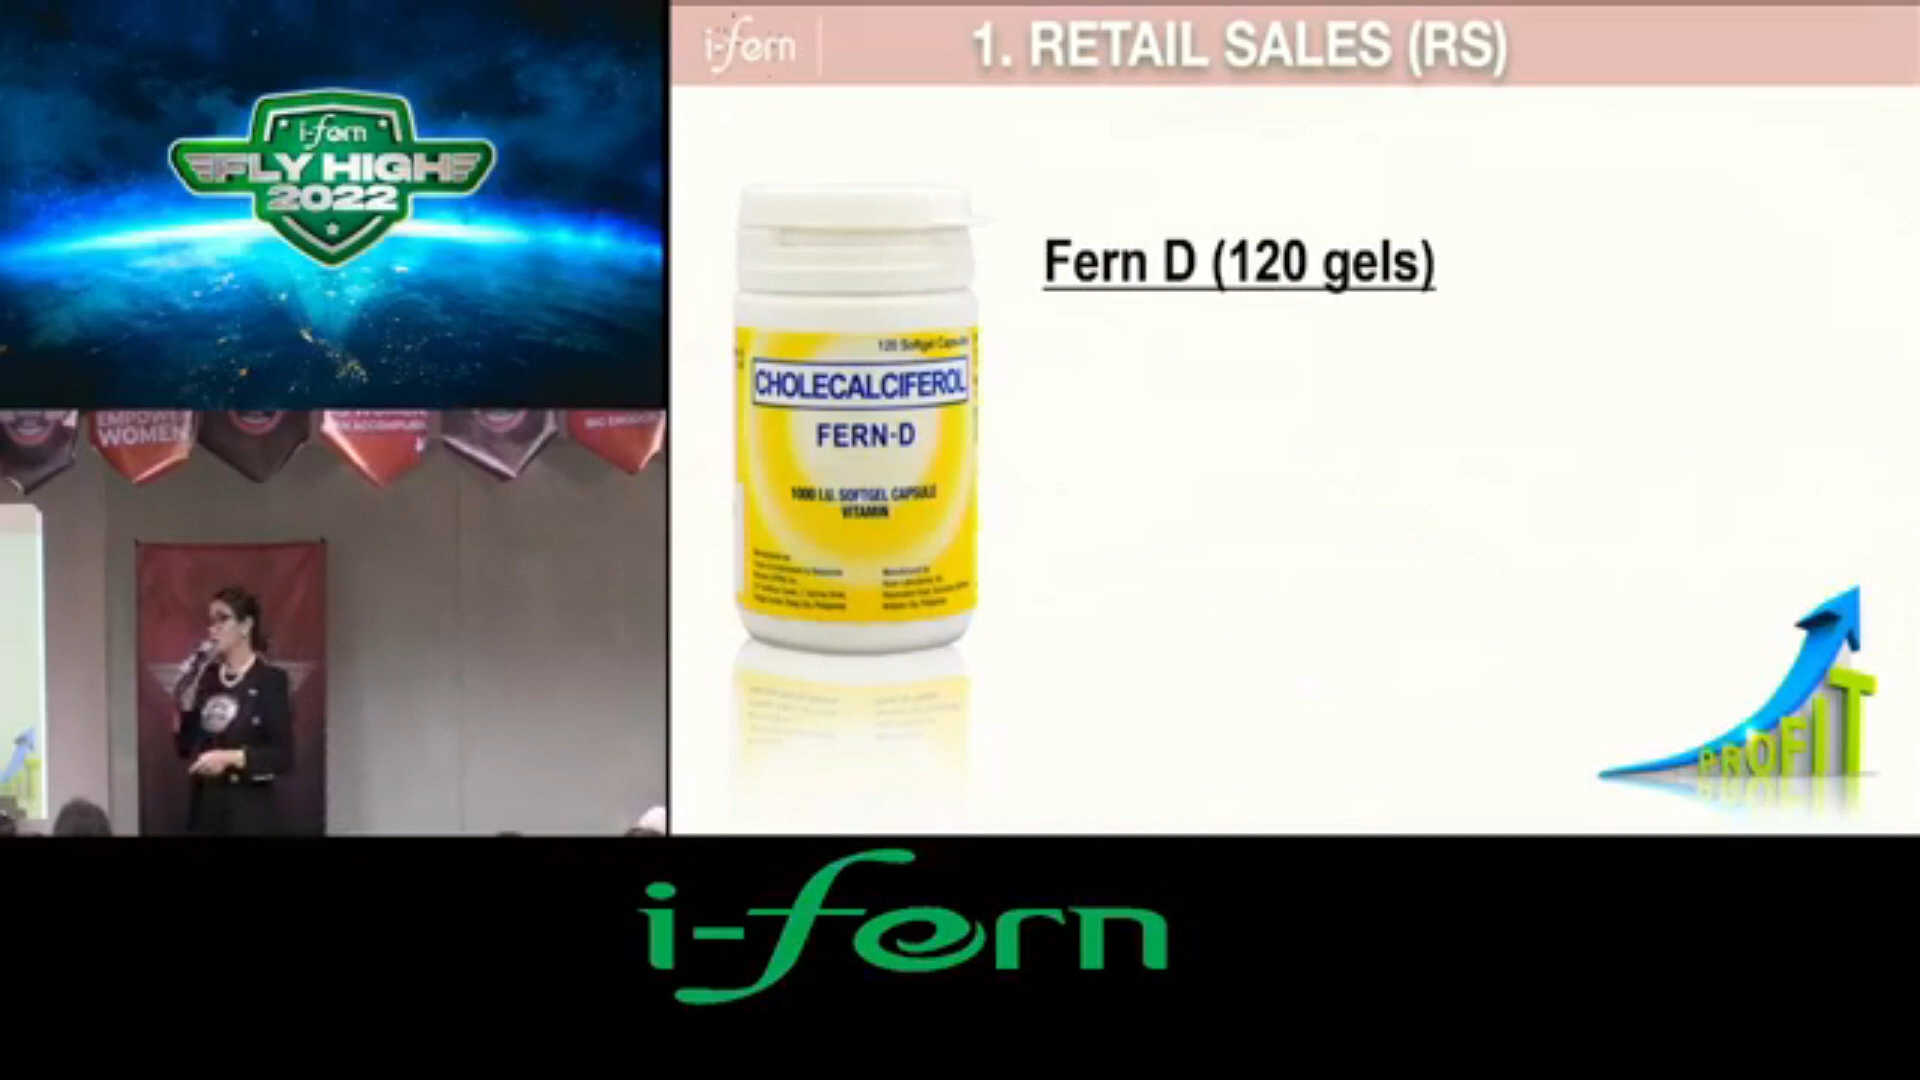 i-fern
FLY HIGH
2022
EMPOWER
WOMEN
i-fern
1. RETAIL SALES (RS)
Fern D (120 gels)
120 Softgel Capsules
CHOLECALCIFEROL
FERN-D
1000 I.U. SOFTGEL CAPSULE
VITAMIN
PROFIT
i-fern